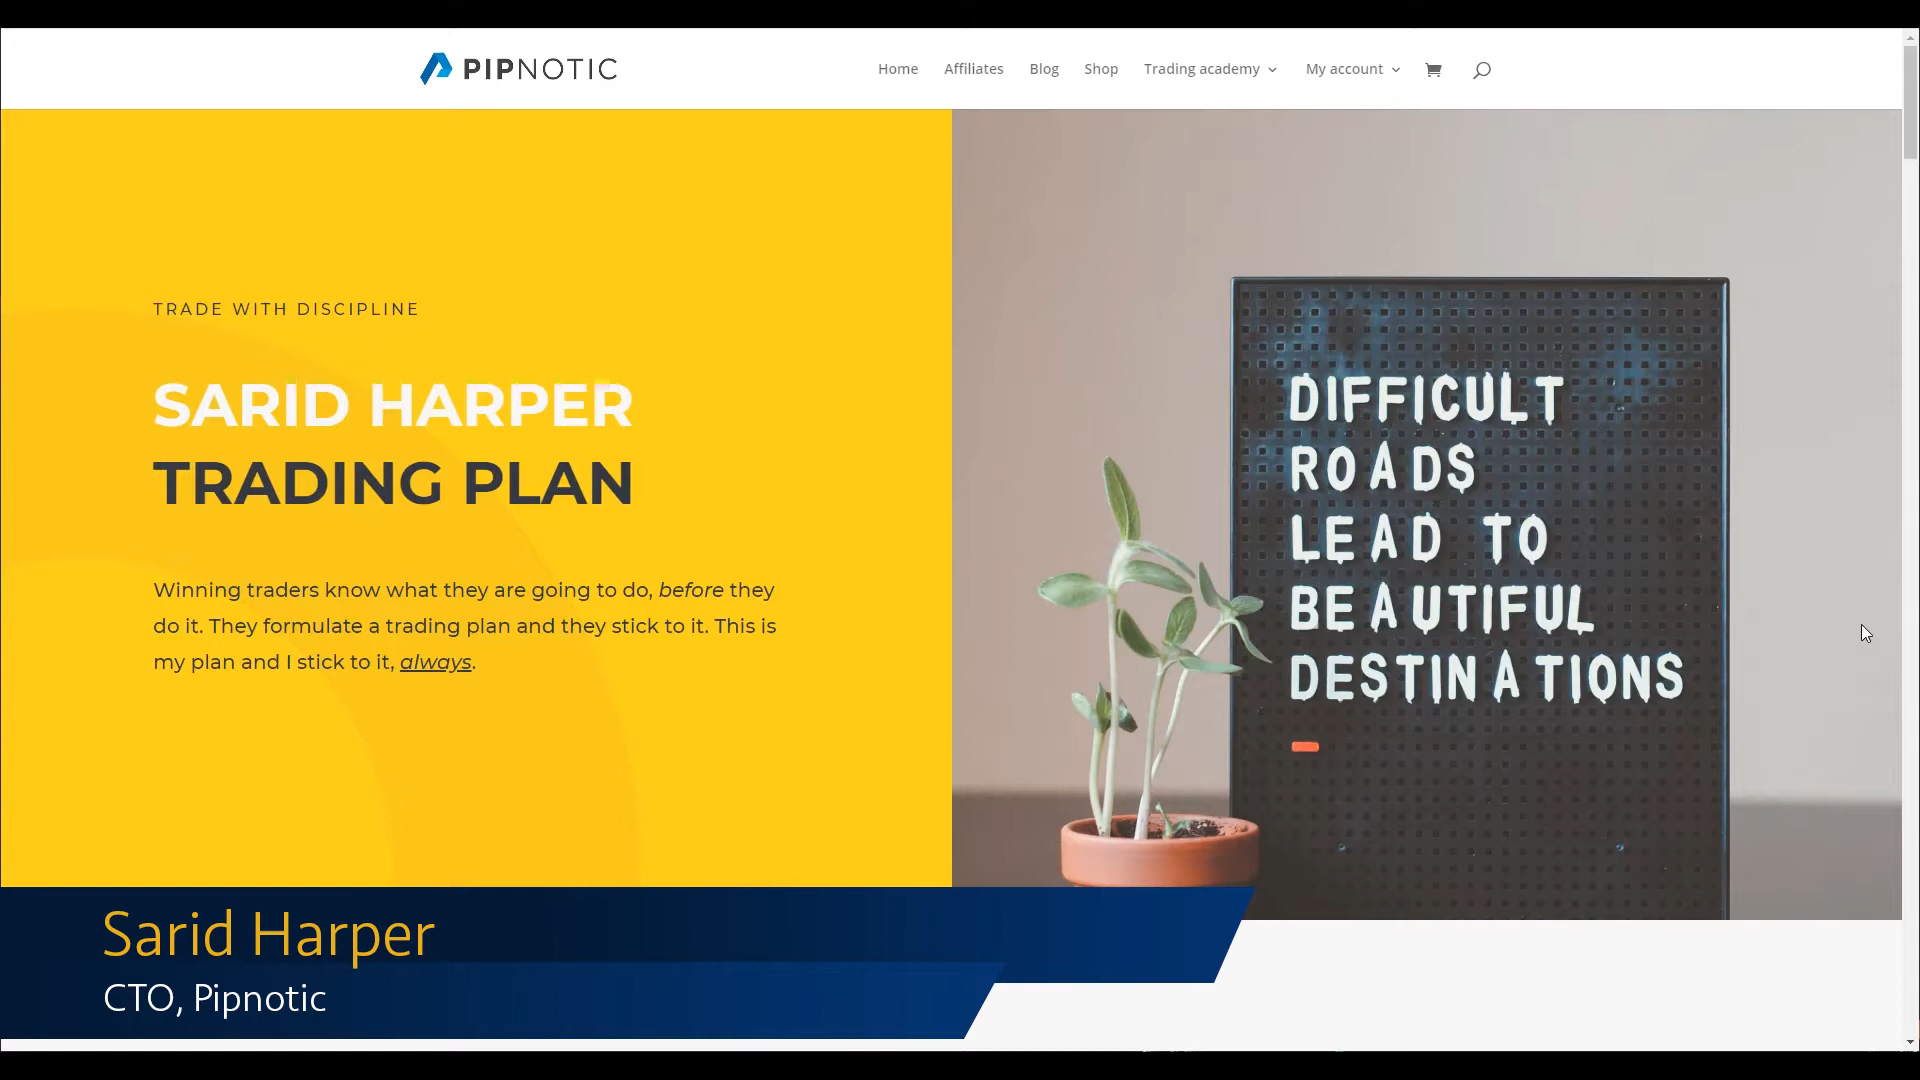 PIPNOTIC
Home Affiliates Blog Shop Trading academy My account
TRADE WITH DISCIPLINE
SARID HARPER
TRADING PLAN
Winning traders know what they are going to do, before they
do it. They formulate a trading plan and they stick to it. This is
my plan and I stick to it, always.
DIFFICULT
ROADS
LEAD TO
BEAUTIFUL
DESTINATIONS
Sarid Harper
CTO, Pipnotic